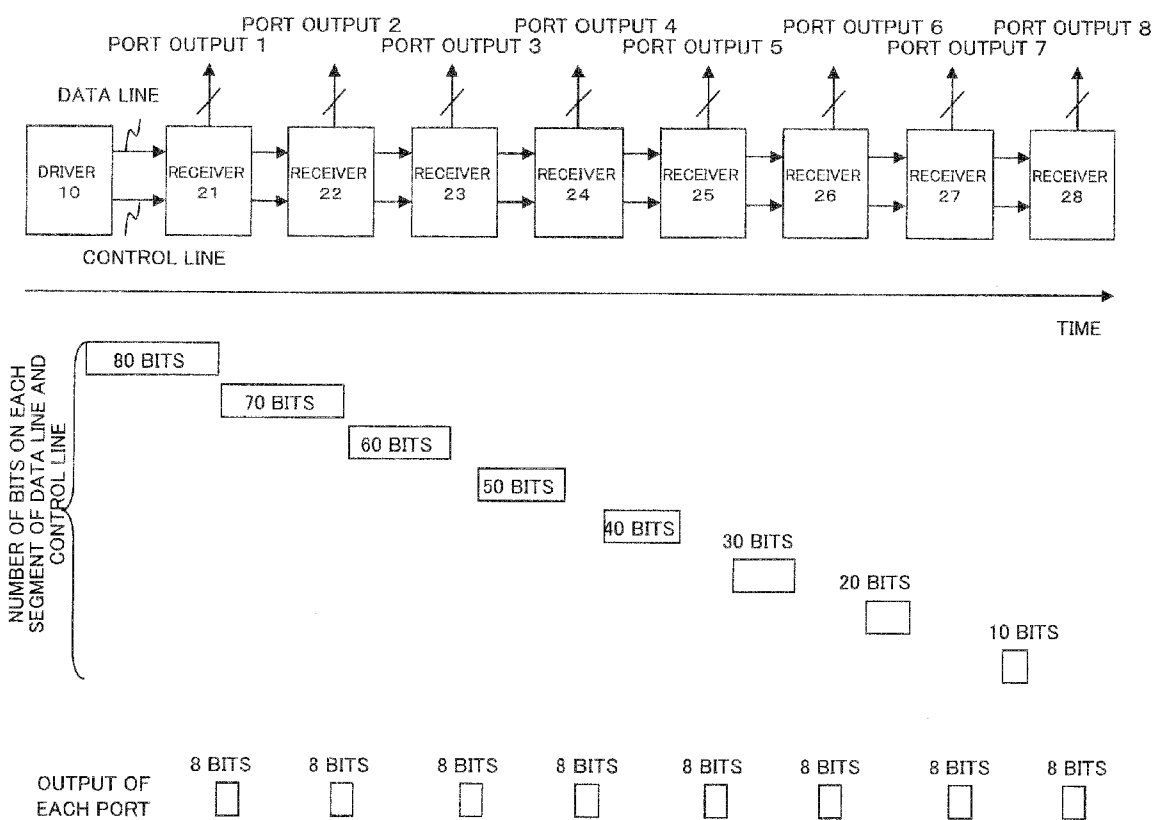 PORT OUTPUT 2 PORT OUTPUT 4 PORT OUTPUT 6 PORT OUTPUT 8
PORT OUTPUT 1 PORT OUTPUT 3 PORT OUTPUT 5 PORT OUTPUT 7
DATA LINE
DRIVER
10
RECEIVER
21
RECEIVER
22
RECEIVER
23
RECEIVER
24
RECEIVER
25
RECEIVER
26
RECEIVER
27
RECEIVER
28
CONTROL LINE
TIME
NUMBER OF BITS ON EACH
SEGMENT OF DATA LINE AND
CONTROL LINE
80 BITS
70 BITS
60 BITS
50 BITS
40 BITS
30 BITS
20 BITS
10 BITS
8 BITS 8 BITS 8 BITS 8 BITS 8 BITS 8 BITS 8 BITS 8 BITS
OUTPUT OF
EACH PORT